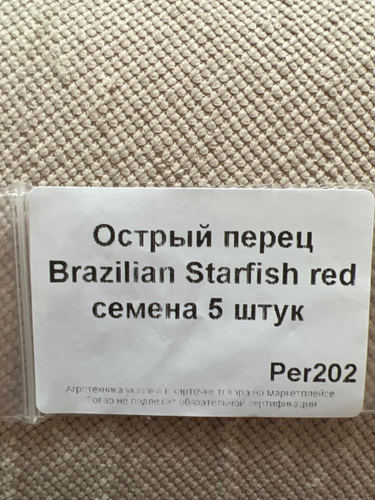 Острый перец
Brazilian Starfish red
семена 5 штук
Per202
Агротехника указана в карточке товара на маркетплейсе
Товар не подлежит обязательной сертификации